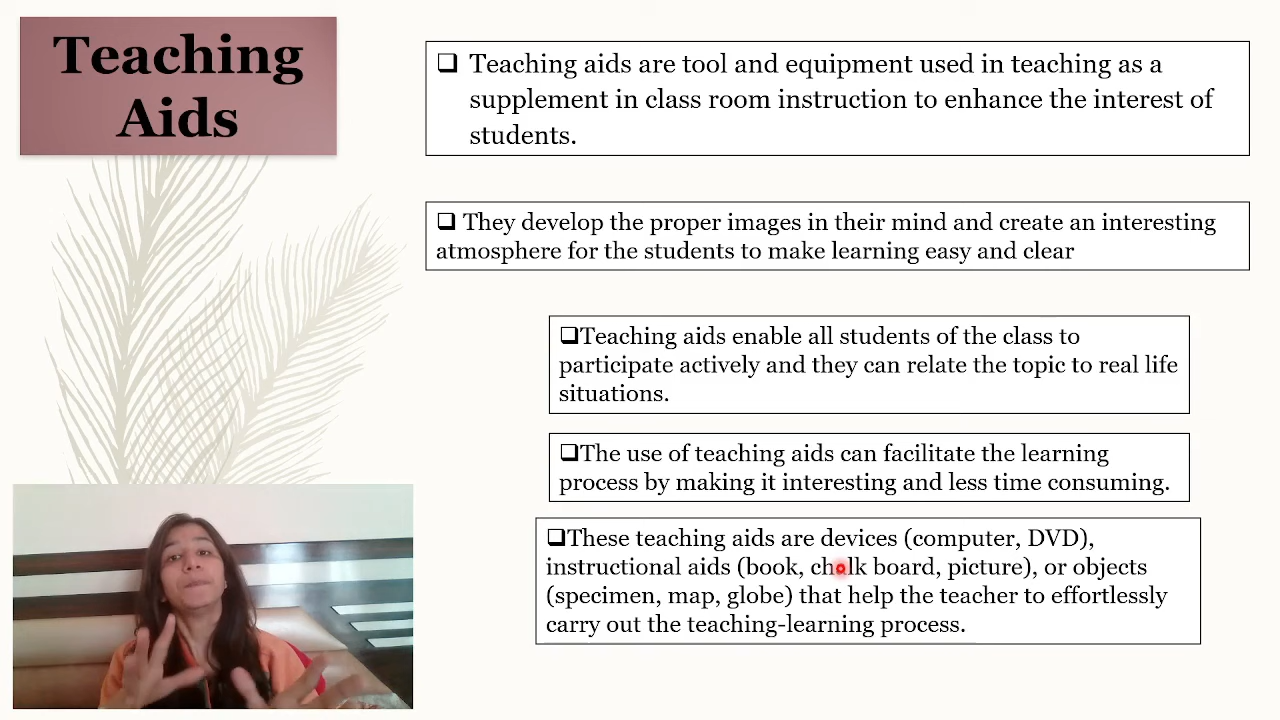 Teaching
Aids
❑ Teaching aids are tool and equipment used in teaching as a
supplement in class room instruction to enhance the interest of
students.
❑ They develop the proper images in their mind and create an interesting
atmosphere for the students to make learning easy and clear
❑Teaching aids enable all students of the class to
participate actively and they can relate the topic to real life
situations.
❑The use of teaching aids can facilitate the learning
process by making it interesting and less time consuming.
❑These teaching aids are devices (computer, DVD),
instructional aids (book, chalk board, picture), or objects
(specimen, map, globe) that help the teacher to effortlessly
carry out the teaching-learning process.